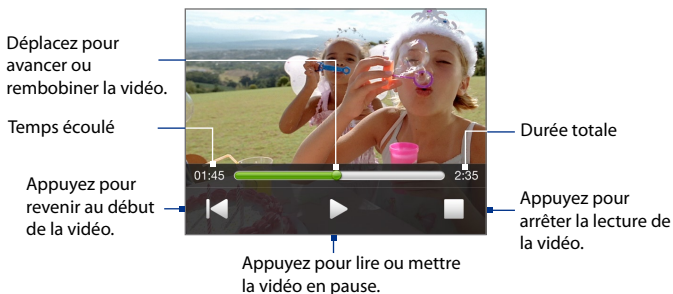 Déplacez pour
avancer ou
rembobiner la vidéo.
Temps écoulé
Appuyez pour
revenir au début
de la vidéo.
01:45
2:35
Durée totale
Appuyez pour
arrêter la lecture de
la vidéo.
Appuyez pour lire ou mettre
la vidéo en pause.